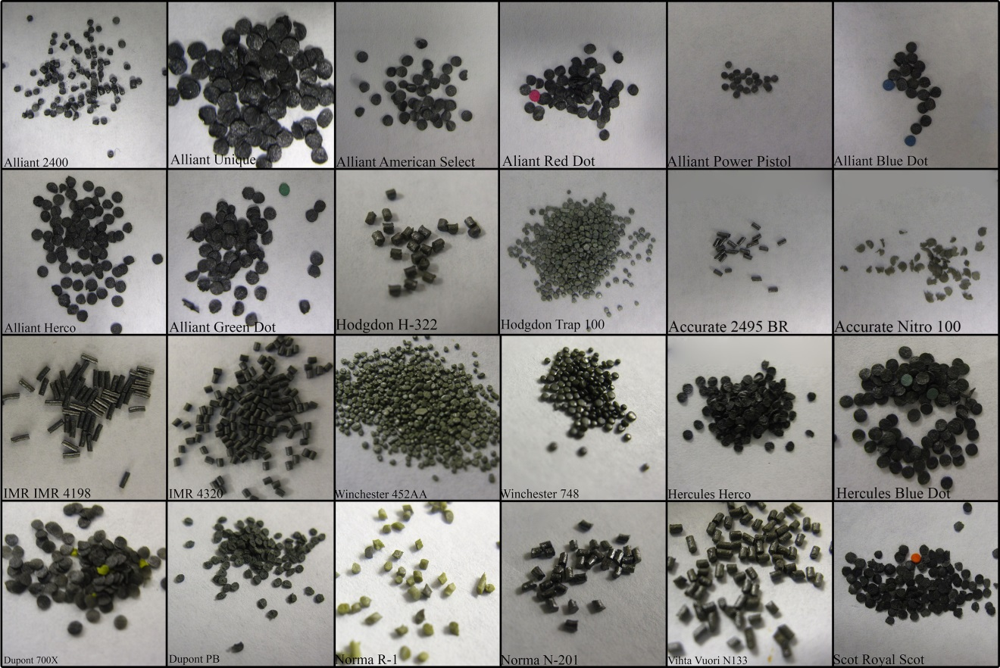 Alliant 2400
Alliant Unique
Alliant American Select
Aliant Red Dot
Alliant Power Pistol
Alliant Blue Dot
Alliant Herco
Alliant Green Dot
Hodgdon H-322
Hodgdon Trap 100
Accurate 2495 BR
Accurate Nitro 100
IMR IMR 4198
IMR 4320
Winchester 452AA
Winchester 748
Hercules Herco
Hercules Blue Dot
Dupont 700X
Dupont PB
Norma R-1
Norma N-201
Vihta Vuori N133
Scot Royal Scot